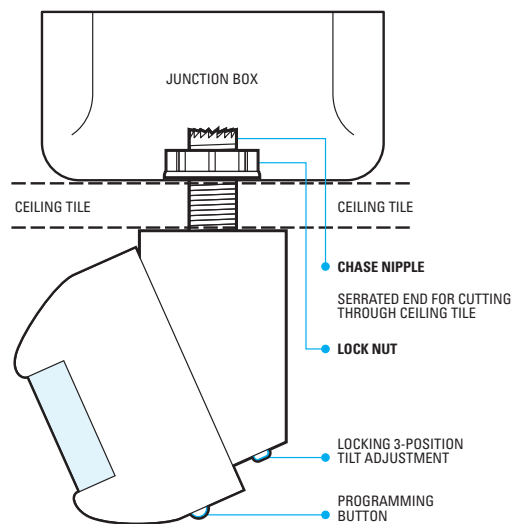 JUNCTION BOX
CEILING TILE
CEILING TILE
CHASE NIPPLE
SERRATED END FOR CUTTING
THROUGH CEILING TILE
LOCK NUT
LOCKING 3-POSITION
TILT ADJUSTMENT
PROGRAMMING
BUTTON